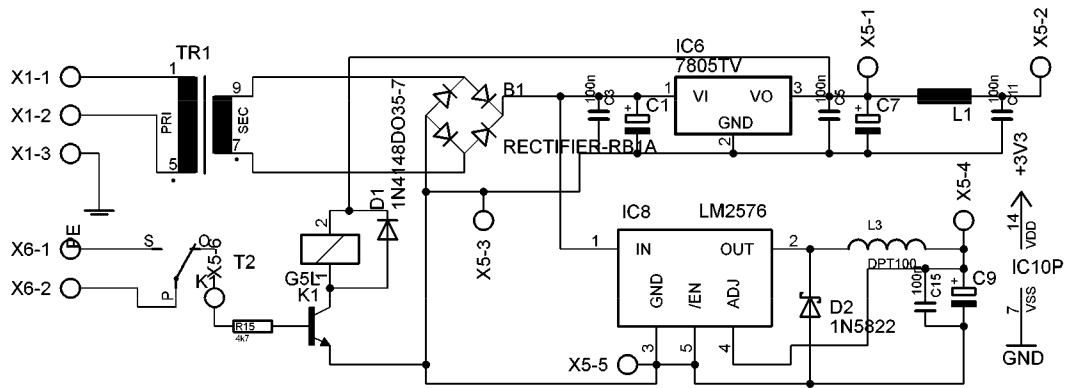 X5-1
X5-2
TR1
IC6
7805TV
X1-1
1
9
B1
100n
C3
C1
1
VI
VO
3
100n
C5
C7
L1
100n
C11
X1-2
PRI
SEC
GND
2
X1-3
5
7
RECTIFIER-RB1A
1N4148DO35-7
D1
+3V3
X5-4
IC8
LM2576
X5-3
2
14
VDD
X6-1
PE
S
O
X5-6
T2
1
IN
OUT
2
L3
DPT100
X6-2
P
K
G5L1
K1
GND
/EN
ADJ
100n
C15
C9
IC10P
R15
4k7
D2
1N5822
7
VSS
3
5
4
X5-5
GND